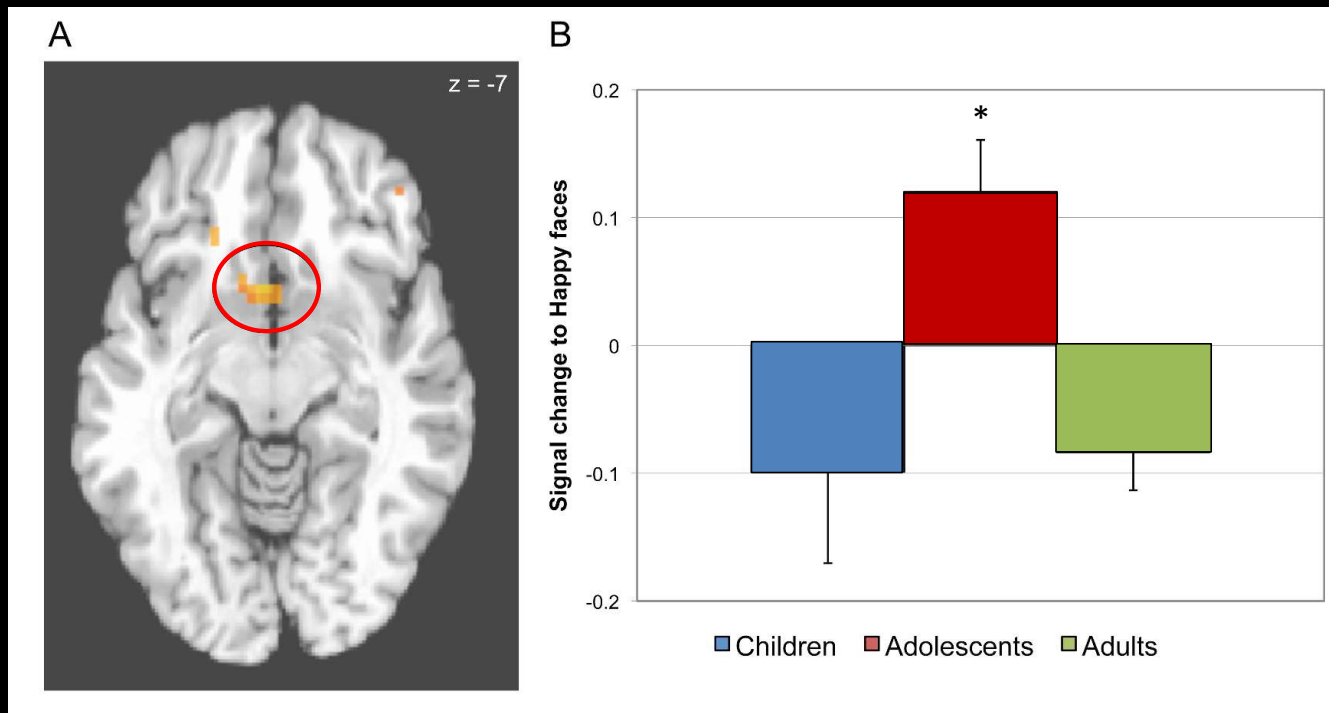 A
z = -7
B
Signal change to Happy faces
0.2
0.1
0
-0.1
-0.2
*
Children Adolescents Adults